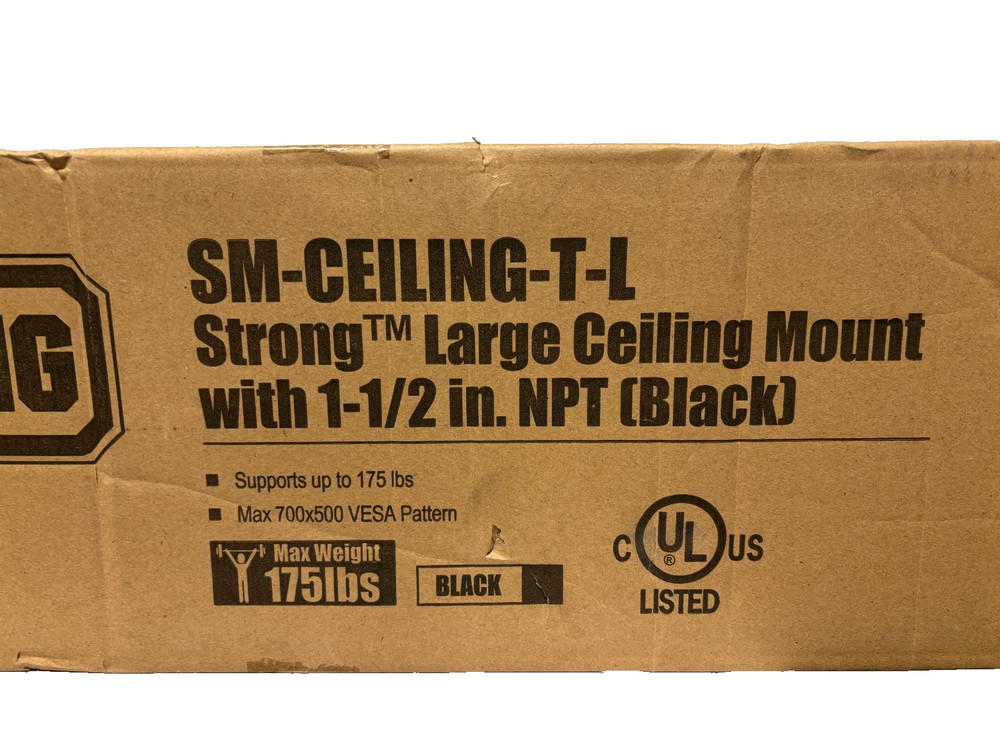 SM-CEILING-T-L
Strong™ Large Ceiling Mount
with 1-1/2 in. NPT (Black)
NG
■ Supports up to 175 lbs
■ Max 700x500 VESA Pattern
Max Weight
175lbs
BLACK
C UL® US
LISTED